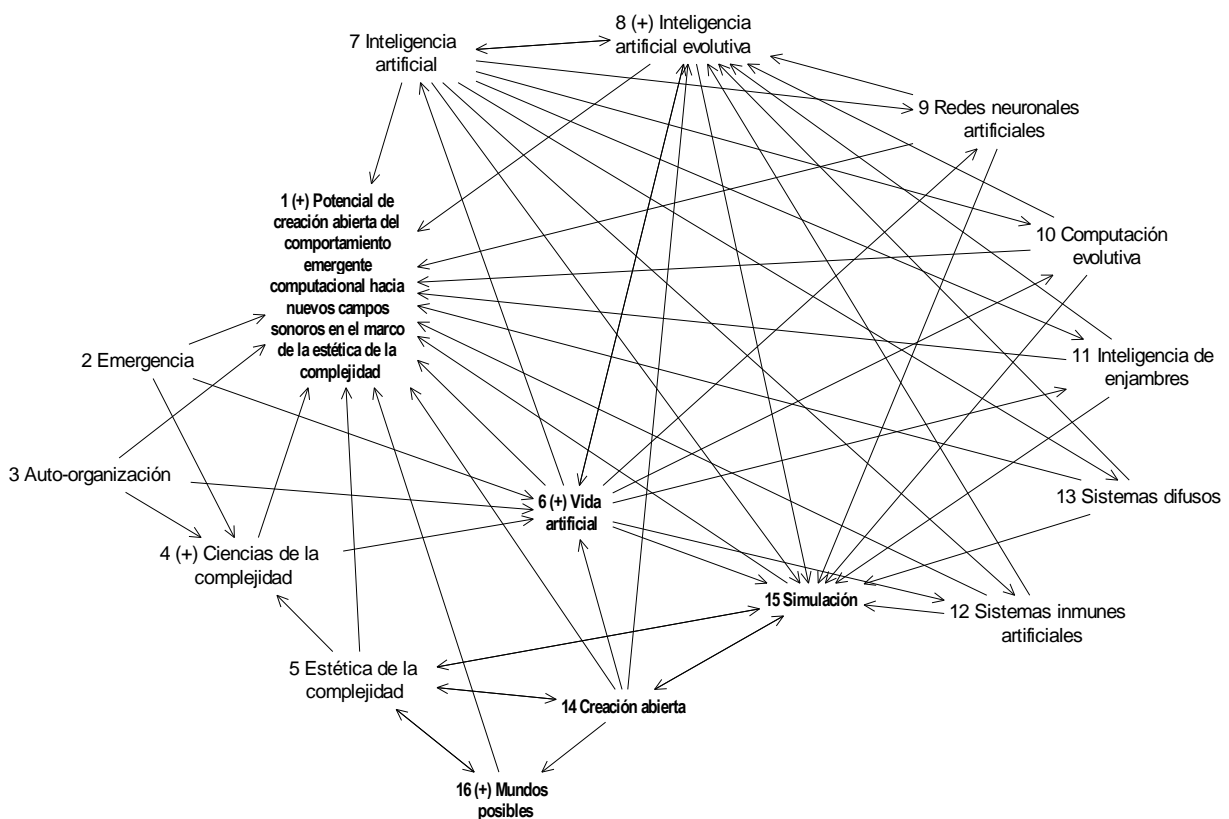 8 (+) Inteligencia
artificial evolutiva
7 Inteligencia
artificial
9 Redes neuronales
artificiales
1 (+) Potencial de
creación abierta del
comportamiento
emergente
computacional hacia
nuevos campos
sonoros en el marco
de la estética de la
complejidad
10 Computación
evolutiva
2 Emergencia
11 Inteligencia de
enjambres
3 Auto-organización
6 (+) Vida
artificial
13 Sistemas difusos
4 (+) Ciencias de la
complejidad
15 Simulación
12 Sistemas inmunes
artificiales
5 Estética de la
complejidad
14 Creación abierta
16 (+) Mundos
posibles